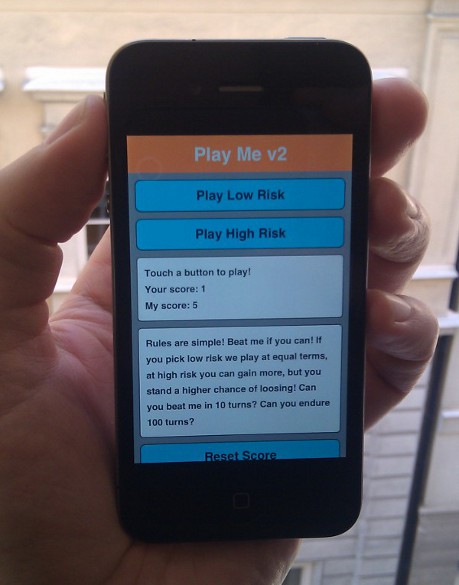 Play Me v2
Play Low Risk
Play High Risk
Touch a button to play!
Your score: 1
My score: 5
Rules are simple! Beat me if you can! If
you pick low risk we play at equal terms,
at high risk you can gain more, but you
stand a higher chance of loosing! Can
you beat me in 10 turns? Can you endure
100 turns?
Reset Score